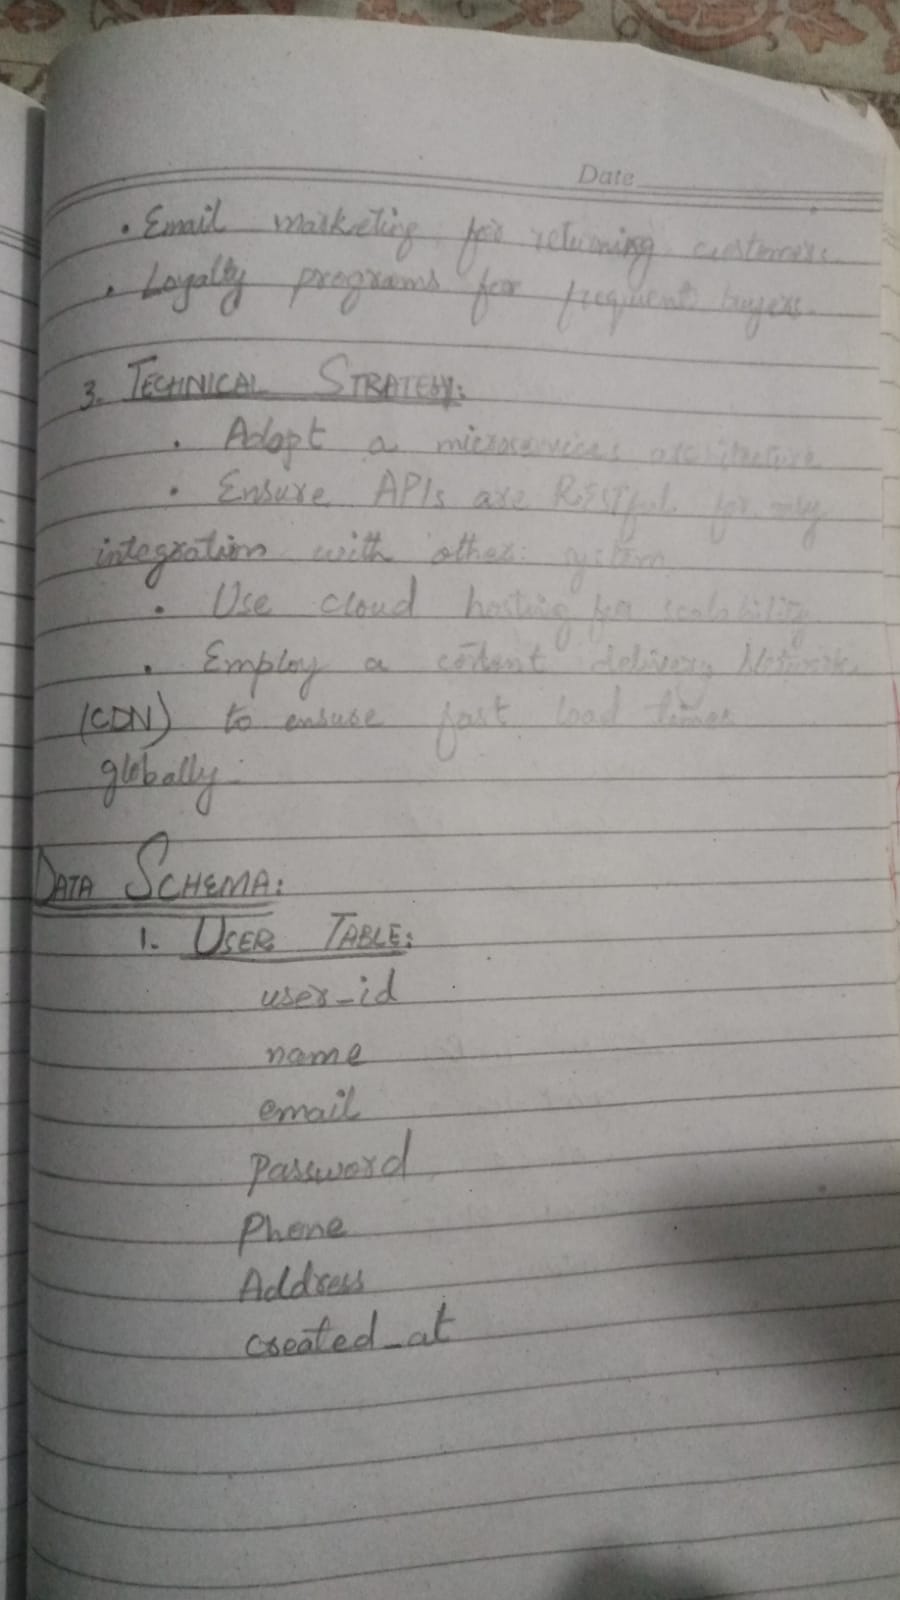 Date
• Email marketing for returning customers.
• Loyalty programs for frequent buyers.
3. TECHNICAL STRATEGY:
• Adopt a microservices architecture
• Ensure APIs are RESTful for easy
integration with other system
• Use cloud hosting for scalability
• Employ a content delivery Network
(CDN) to ensure fast load times
globally.
DATA SCHEMA:
1. USER TABLE:
user_id
name
email
Password
Phone
Address
created_at